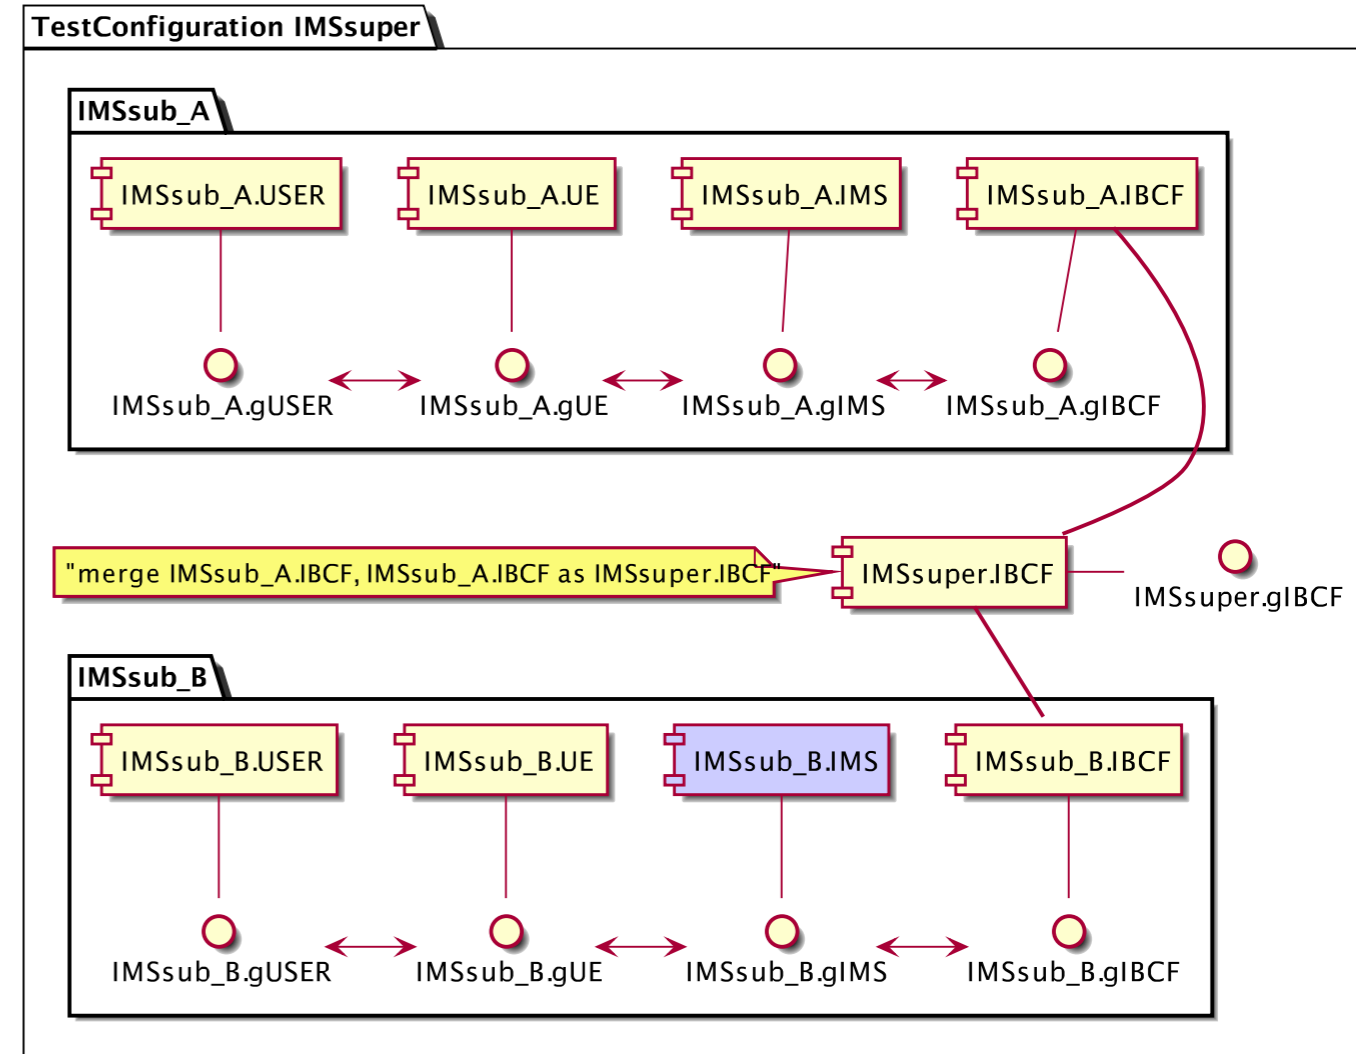 TestConfiguration IMSsuper
IMSsub_A
IMSsub_A.USER
IMSsub_A.UE
IMSsub_A.IMS
IMSsub_A.IBCF
IMSsub_A.gUSER
IMSsub_A.gUE
IMSsub_A.gIMS
IMSsub_A.gIBCF
"merge IMSsub_A.IBCF, IMSsub_A.IBCF as IMSsuper.IBCF"
IMSsuper.IBCF
IMSsuper.gIBCF
IMSsub_B
IMSsub_B.USER
IMSsub_B.UE
IMSsub_B.IMS
IMSsub_B.IBCF
IMSsub_B.gUSER
IMSsub_B.gUE
IMSsub_B.gIMS
IMSsub_B.gIBCF